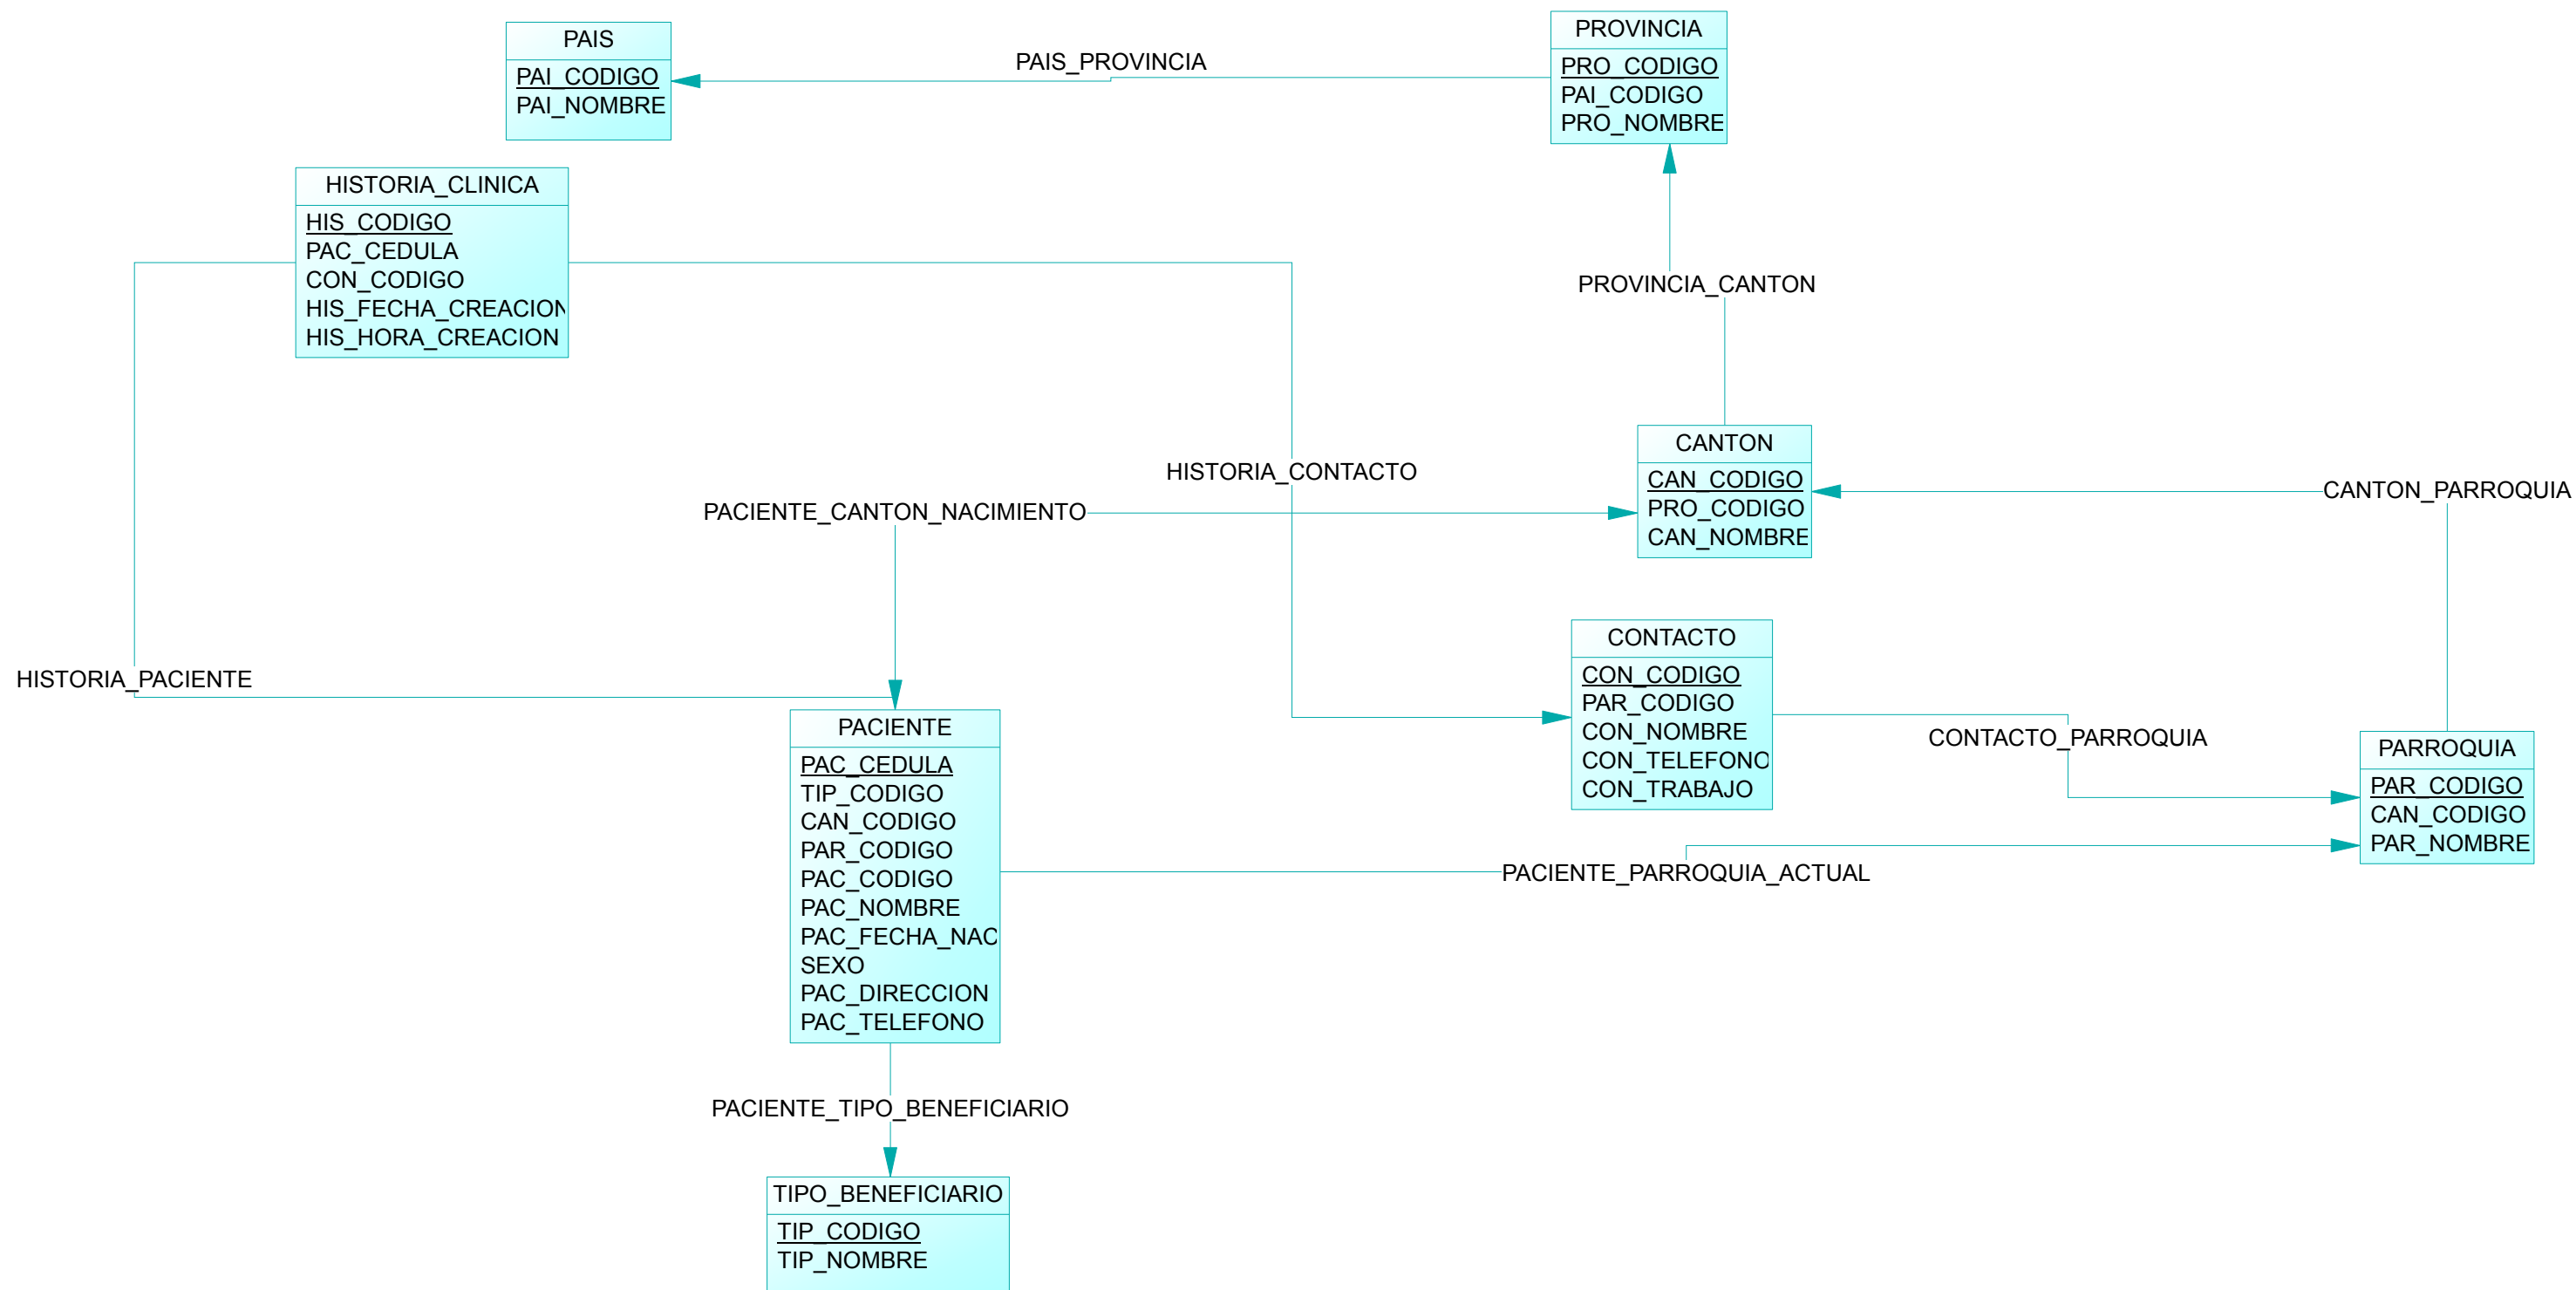 PAIS
PAI_CODIGO
PAI_NOMBRE
PAIS_PROVINCIA
PROVINCIA
PRO_CODIGO
PAI_CODIGO
PRO_NOMBRE
HISTORIA_CLINICA
HIS_CODIGO
PAC_CEDULA
CON_CODIGO
HIS_FECHA_CREACION
HIS_HORA_CREACION
PROVINCIA_CANTON
CANTON
CAN_CODIGO
PRO_CODIGO
CAN_NOMBRE
HISTORIA_CONTACTO
CANTON_PARROQUIA
PACIENTE_CANTON_NACIMIENTO
CONTACTO
CON_CODIGO
PAR_CODIGO
CON_NOMBRE
CON_TELEFONO
CON_TRABAJO
HISTORIA_PACIENTE
PACIENTE
PAC_CEDULA
TIP_CODIGO
CAN_CODIGO
PAR_CODIGO
PAC_CODIGO
PAC_NOMBRE
PAC_FECHA_NAC
SEXO
PAC_DIRECCION
PAC_TELEFONO
CONTACTO_PARROQUIA
PARROQUIA
PAR_CODIGO
CAN_CODIGO
PAR_NOMBRE
PACIENTE_PARROQUIA_ACTUAL
PACIENTE_TIPO_BENEFICIARIO
TIPO_BENEFICIARIO
TIP_CODIGO
TIP_NOMBRE